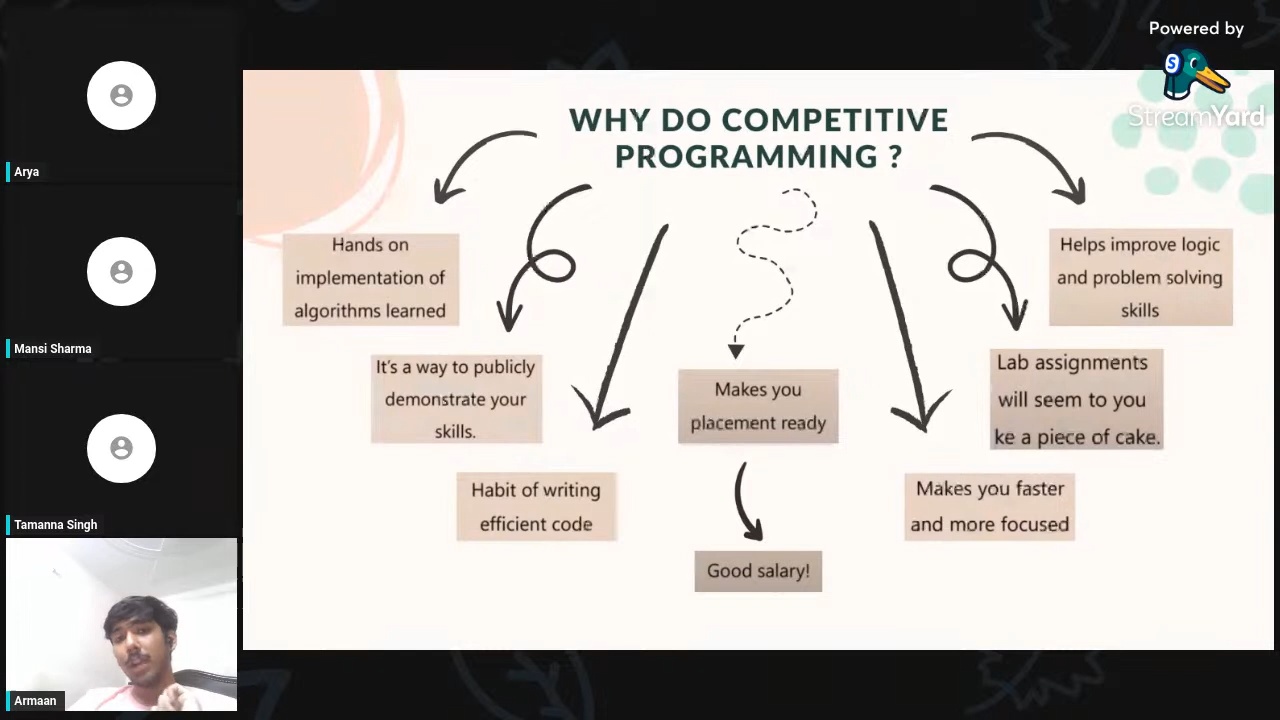 Powered by
S
StreamYard
Arya
Mansi Sharma
Tamanna Singh
Armaan
WHY DO COMPETITIVE
PROGRAMMING ?
Hands on
implementation of
algorithms learned
It's a way to publicly
demonstrate your
skills.
Habit of writing
efficient code
Makes you
placement ready
Good salary!
Helps improve logic
and problem solving
skills
Lab assignments
will seem to you
ke a piece of cake.
Makes you faster
and more focused